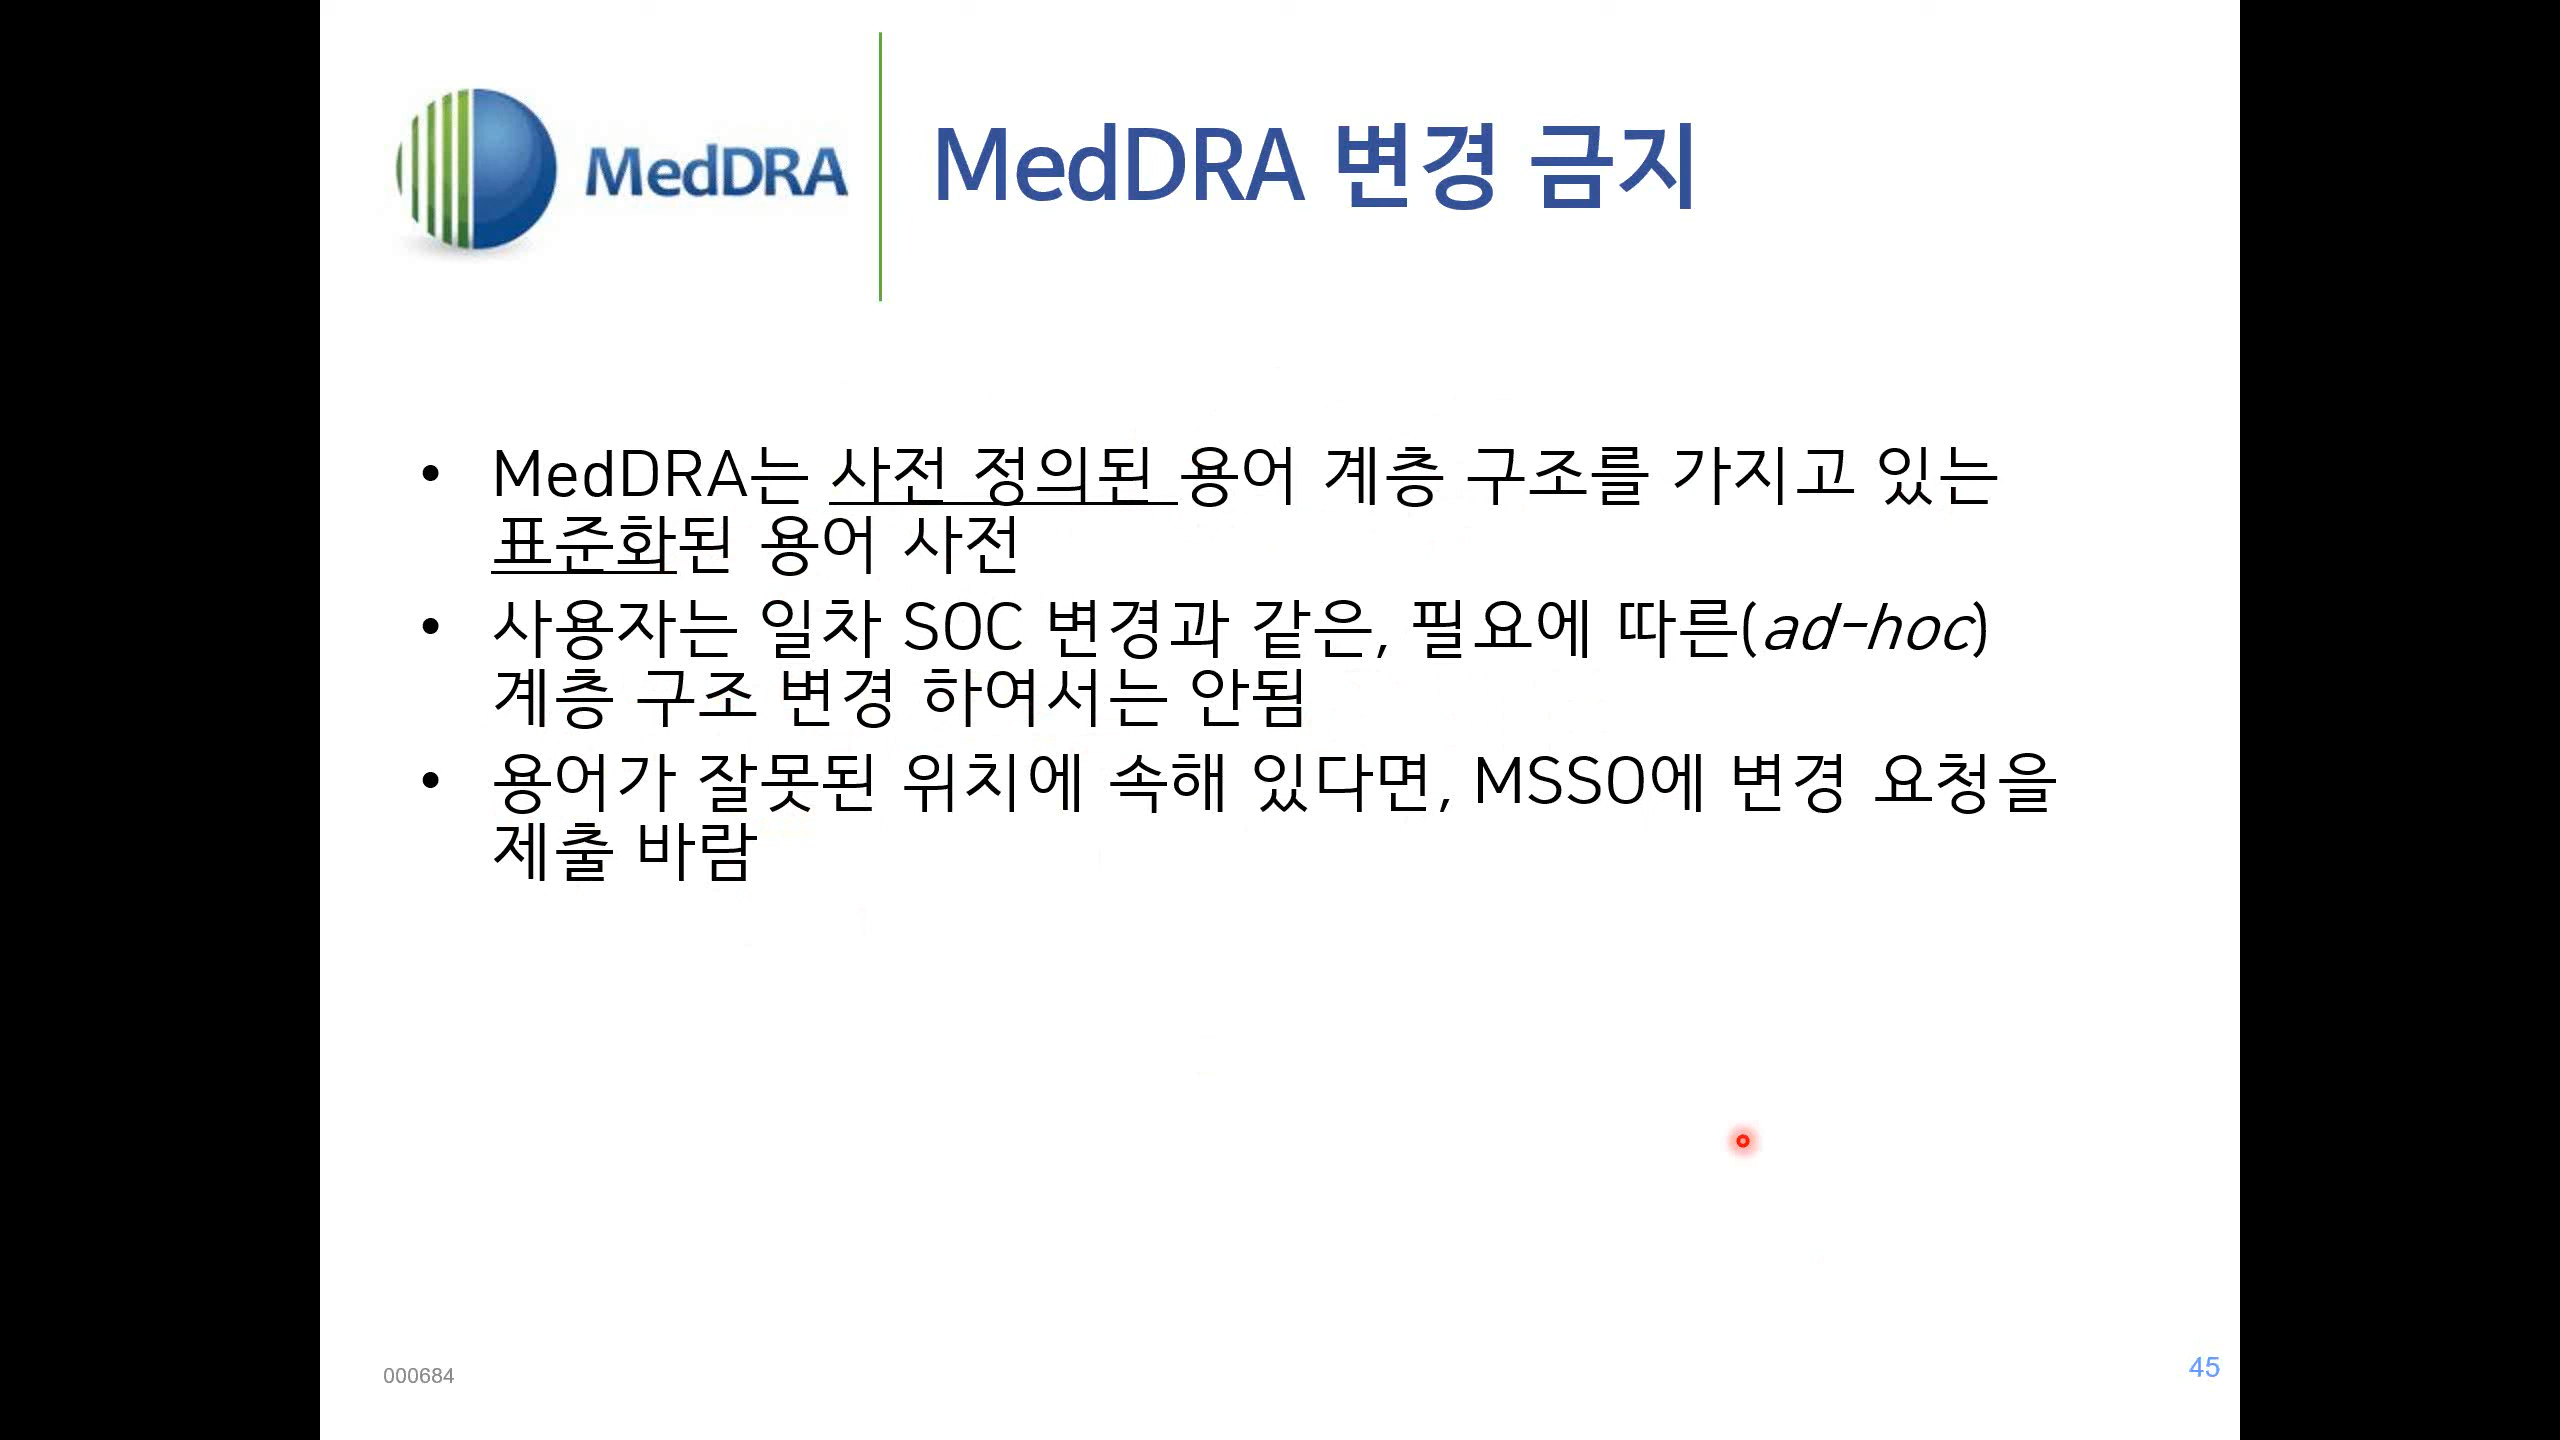 MedDRA
MedDRA 변경 금지
• MedDRA는 사전 정의된 용어 계층 구조를 가지고 있는
표준화된 용어 사전
• 사용자는 일차 SOC 변경과 같은, 필요에 따른(ad-hoc)
계층 구조 변경 하여서는 안됨
• 용어가 잘못된 위치에 속해 있다면, MSSO에 변경 요청을
제출 바람
000684
45